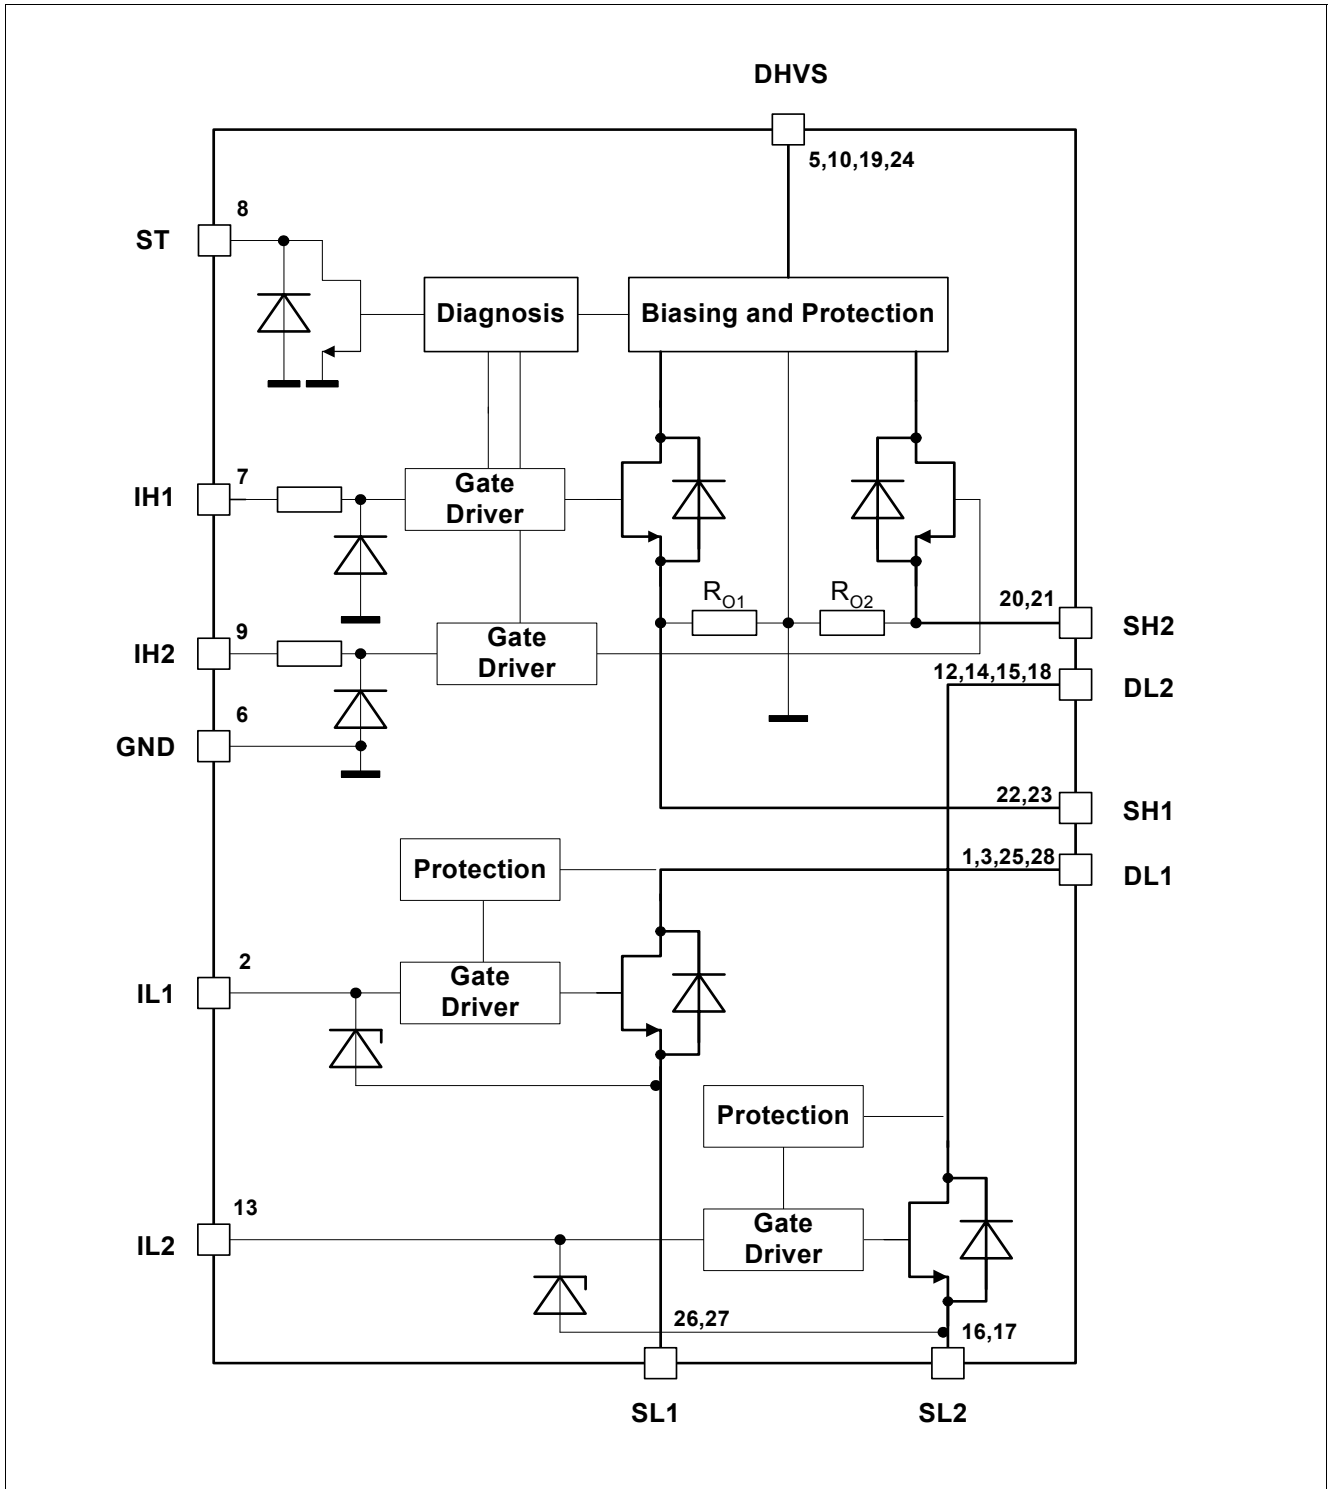 DHVS
5,10,19,24
8
ST
Diagnosis
Biasing and Protection
7
IH1
Gate
Driver
RO1
RO2
20,21
SH2
9
IH2
Gate
Driver
12,14,15,18
DL2
6
GND
22,23
SH1
Protection
1,3,25,28
DL1
2
IL1
Gate
Driver
Protection
13
IL2
Gate
Driver
26,27
16,17
SL1
SL2